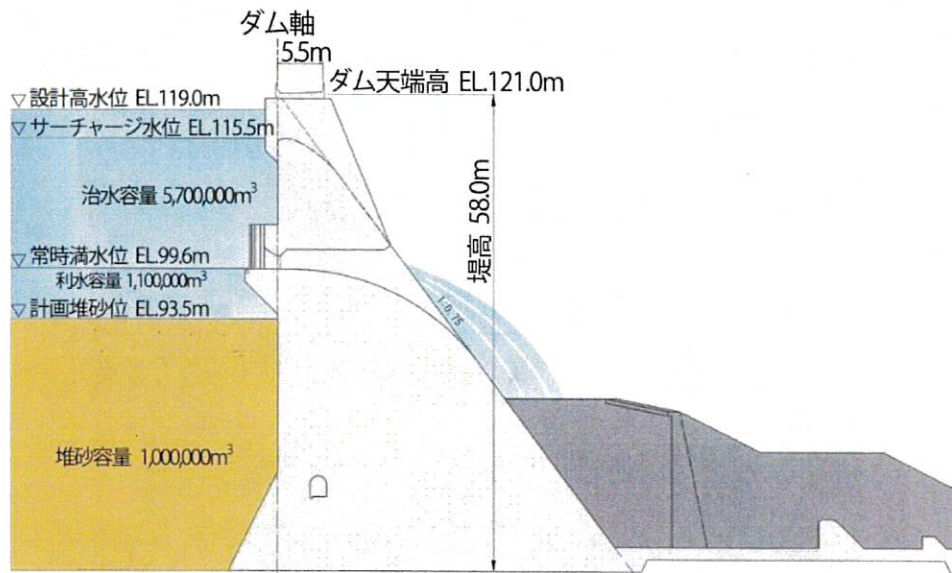 ダム軸
5.5m
ダム天端高 EL.121.0m
▽設計高水位 EL.119.0m
▽サーチャージ水位 EL.115.5m
治水容量 5,700,000m³
堤高 58.0m
▽常時満水位 EL.99.6m
利水容量 1,100,000m³
▽計画堆砂位 EL.93.5m
1:0.75
堆砂容量 1,000,000m³